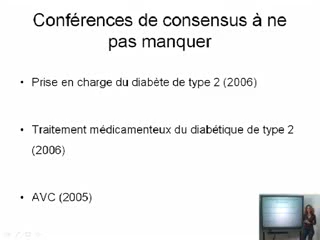 Conférences de consensus à ne
pas manquer
• Prise en charge du diabète de type 2 (2006)
• Traitement médicamenteux du diabétique de type 2
(2006)
• AVC (2005)